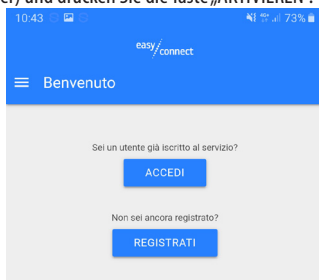 er) und drücken Sie die Taste „ARTIVIEREN“.
10:43 73%
easy connect
Benvenuto
Sei un utente già iscritto al servizio?
ACCEDI
Non sei ancora registrato?
REGISTRATI